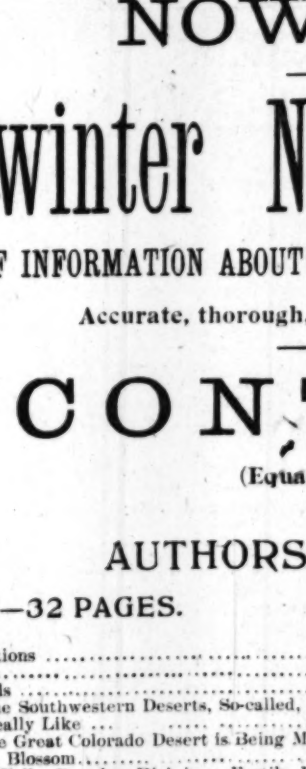 NOW
winter N
F INFORMATION ABOUT
Accurate, thorough,
CONT
(Equa
AUTHORS
—32 PAGES.
ions
ls
e Southwestern Deserts, So-called,
eally Like
e Great Colorado Desert is Being M
Blossom